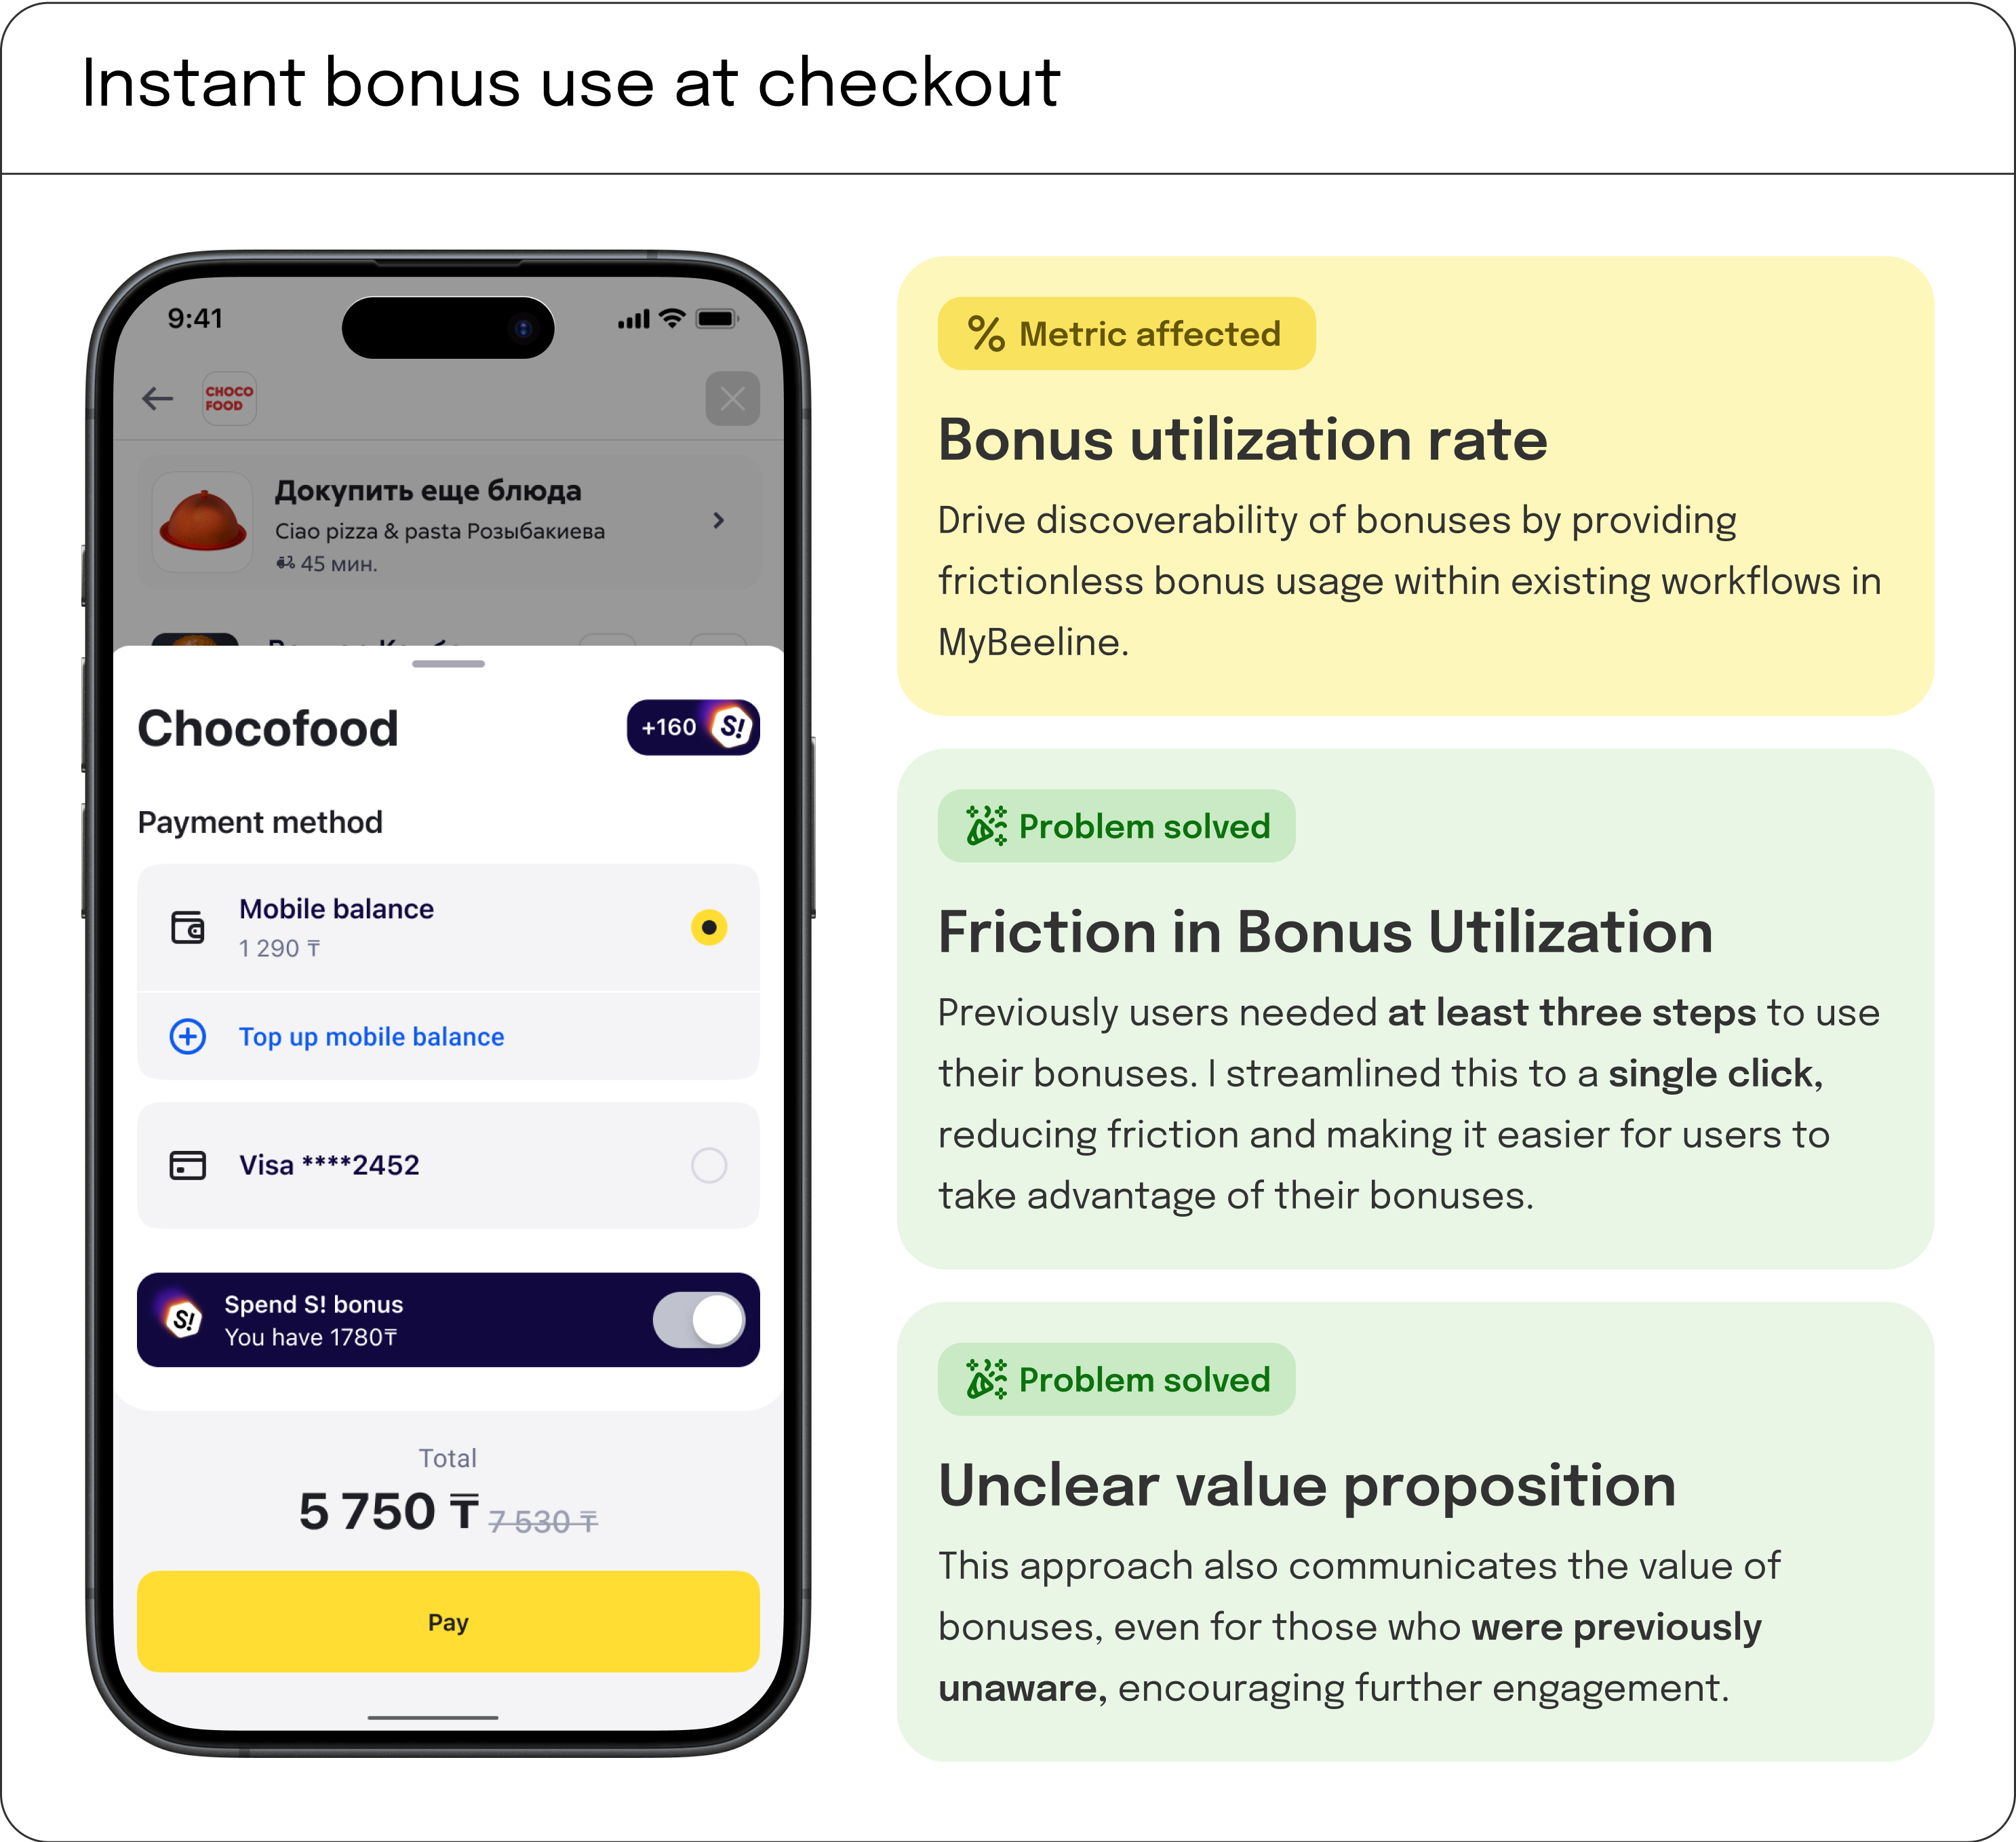 Instant bonus use at checkout
9:41
CHOCO
FOOD
Докупить еще блюда
Ciao pizza & pasta Розыбакиева
45 мин.
Chocofood
+160 S!
Payment method
Mobile balance
1 290 ₸
Top up mobile balance
Visa ****2452
S!
Spend S! bonus
You have 1780₸
Total
5 750 ₸ 7 530 ₸
Pay
Metric affected
Bonus utilization rate
Drive discoverability of bonuses by providing
frictionless bonus usage within existing workflows in
MyBeeline.
Problem solved
Friction in Bonus Utilization
Previously users needed at least three steps to use
their bonuses. I streamlined this to a single click,
reducing friction and making it easier for users to
take advantage of their bonuses.
Problem solved
Unclear value proposition
This approach also communicates the value of
bonuses, even for those who were previously
unaware, encouraging further engagement.